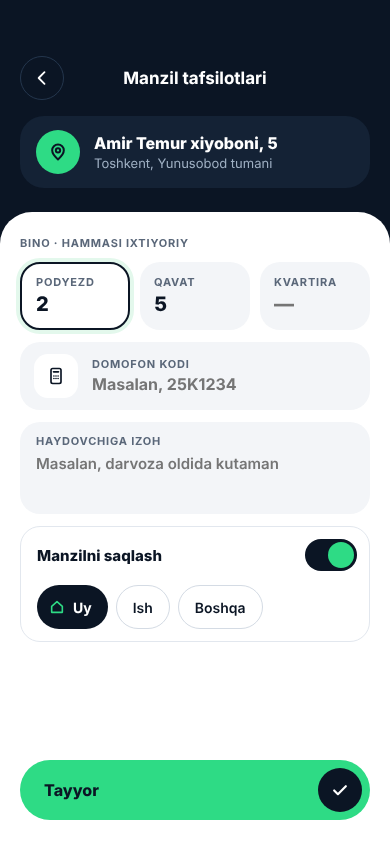 Manzil tafsilotlari
Amir Temur xiyoboni, 5
Toshkent, Yunusobod tumani
BINO · HAMMASI IXTIYORIY
PODYEZD
2
QAVAT
5
KVARTIRA
—
DOMOFON KODI
Masalan, 25K1234
HAYDOVCHIGA IZOH
Masalan, darvoza oldida kutaman
Manzilni saqlash
Uy
Ish
Boshqa
Tayyor